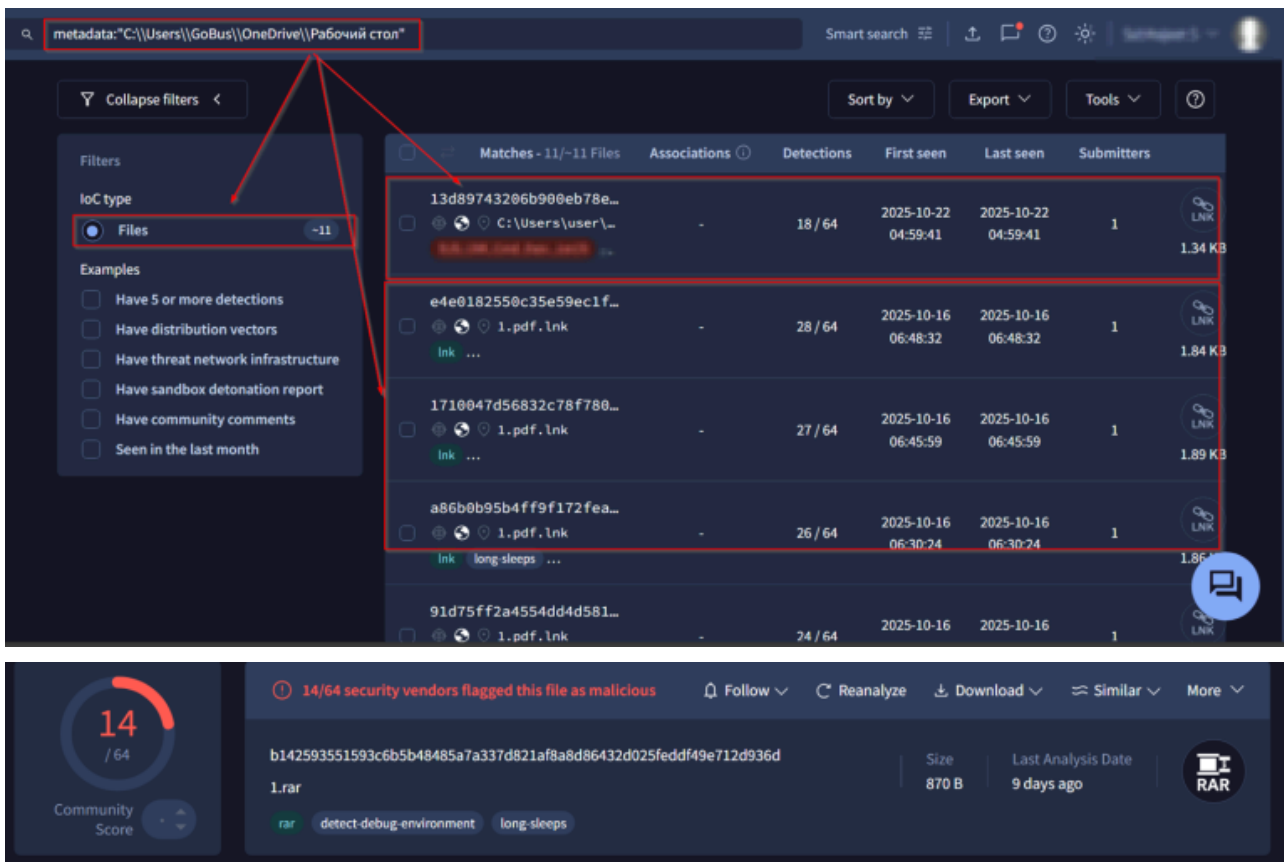 metadata:"C:\\Users\\GoBus\\OneDrive\\Рабочий стол"
Smart search
Collapse filters
Sort by
Export
Tools
Filters
IoC type
Files ~11
Examples
Have 5 or more detections
Have distribution vectors
Have threat network infrastructure
Have sandbox detonation report
Have community comments
Seen in the last month
Matches - 11/~11 Files Associations Detections First seen Last seen Submitters
13d89743206b900eb78e…
C:\Users\user\… - 18 / 64 2025-10-22 04:59:41 2025-10-22 04:59:41 1 LNK
1.34 KB
e4e0182550c35e59ec1f…
1.pdf.lnk - 28 / 64 2025-10-16 06:48:32 2025-10-16 06:48:32 1 LNK
lnk ... 1.84 KB
1710047d56832c78f780…
1.pdf.lnk - 27 / 64 2025-10-16 06:45:59 2025-10-16 06:45:59 1 LNK
lnk ... 1.89 KB
a86b0b95b4ff9f172fea…
1.pdf.lnk - 26 / 64 2025-10-16 06:30:24 2025-10-16 06:30:24 1 LNK
lnk long-sleeps ... 1.86
91d75ff2a4554dd4d581…
1.pdf.lnk - 24 / 64 2025-10-16 2025-10-16 1 LNK
14 / 64
Community Score
14/64 security vendors flagged this file as malicious
Follow
Reanalyze
Download
Similar
More
b142593551593c6b5b48485a7a337d821af8a8d86432d025feddf49e712d936d
1.rar
rar detect-debug-environment long-sleeps
Size
870 B
Last Analysis Date
9 days ago
RAR